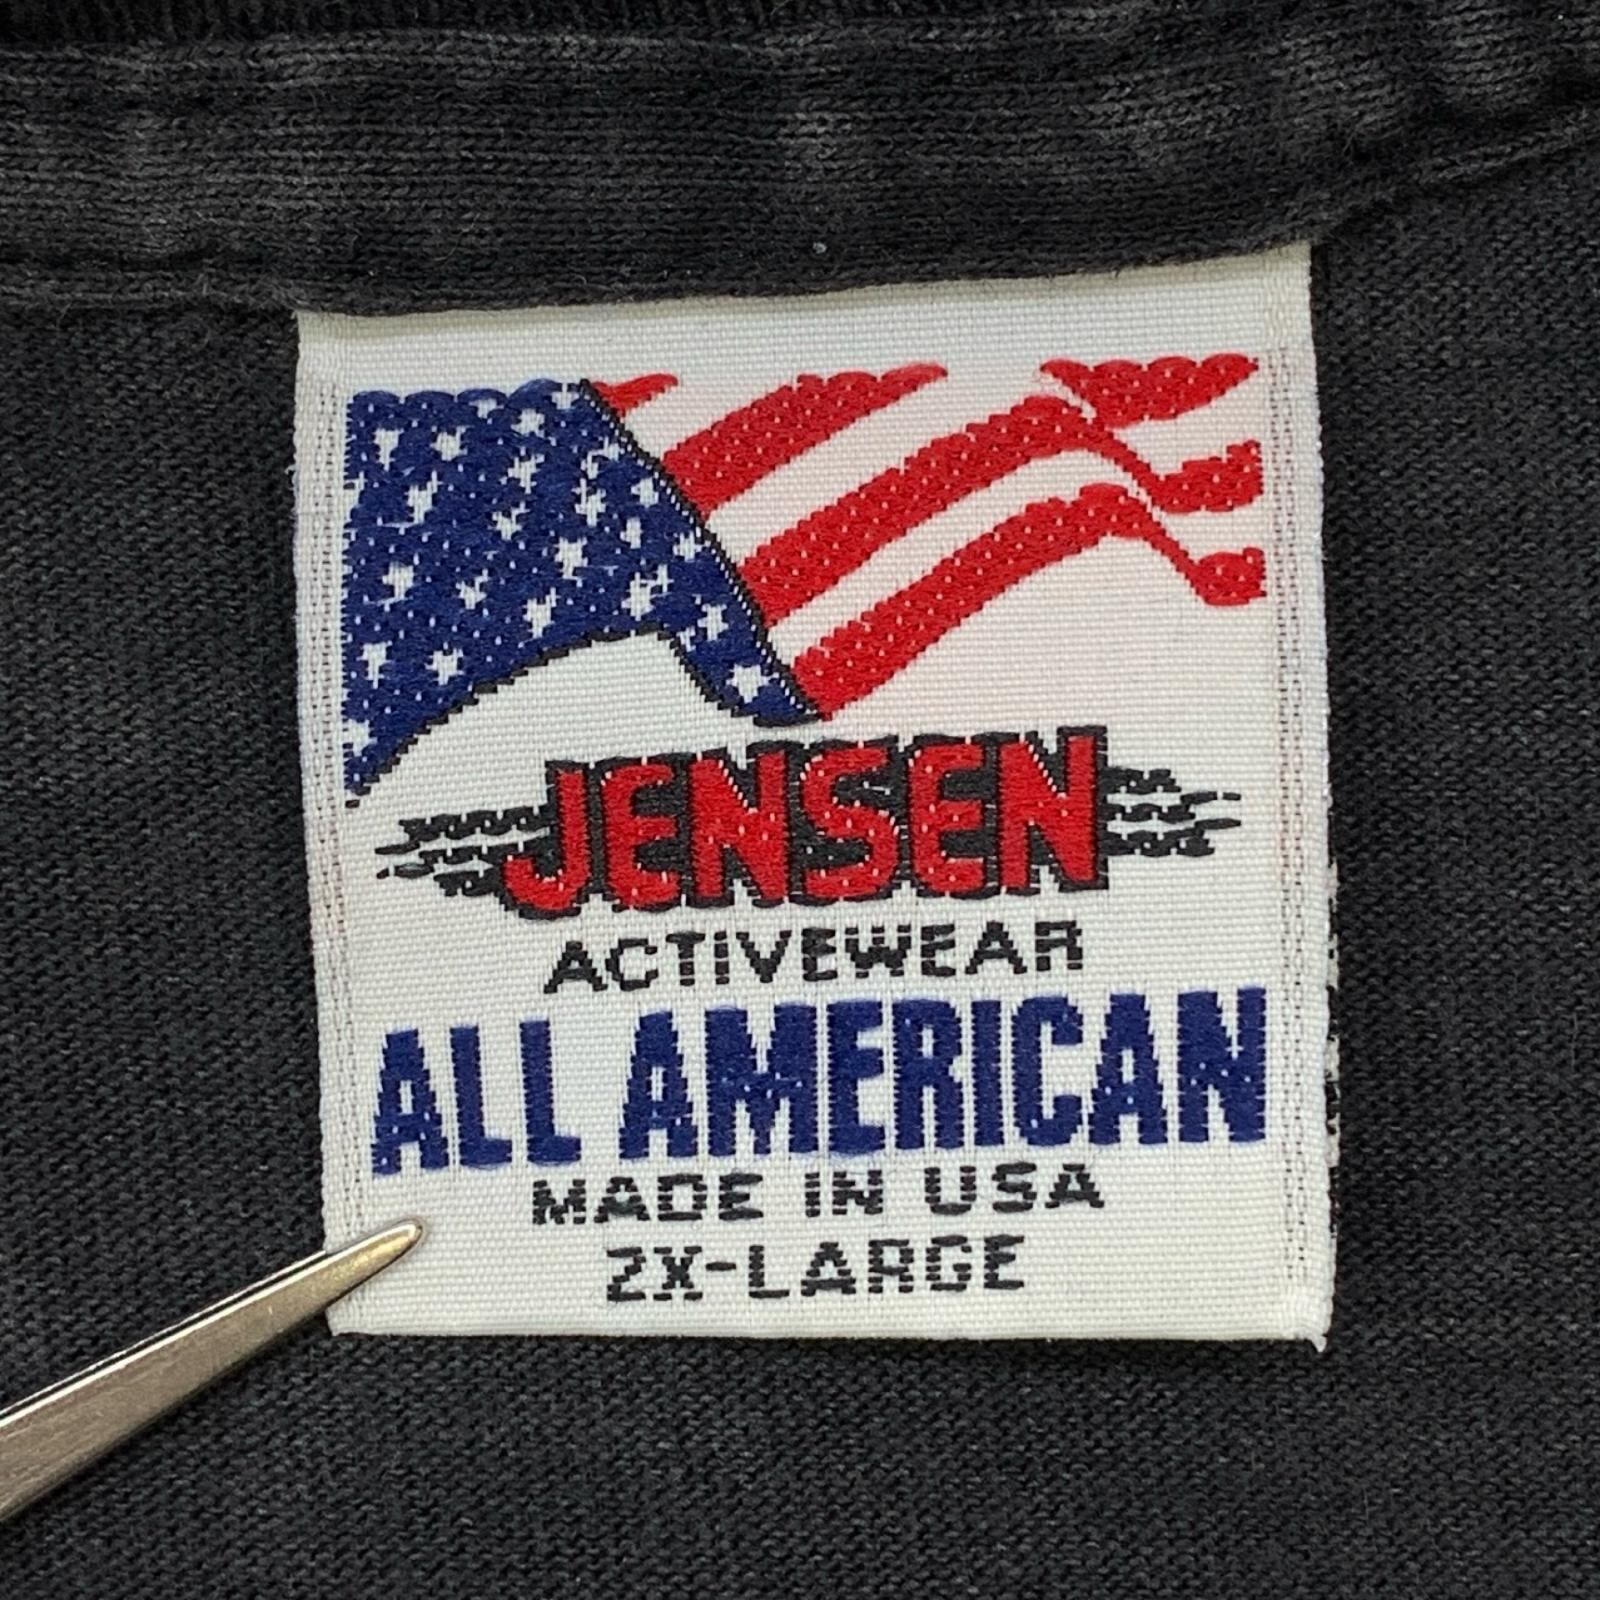 JENSEN
ACTIVEWEAR
ALL AMERICAN
MADE IN USA
2X-LARGE